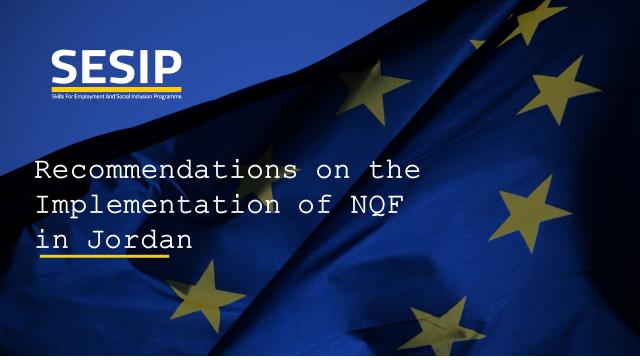 SESIP
Skills For Employment And Social Inclusion Programme
Recommendations on the
Implementation of NQF
in Jordan